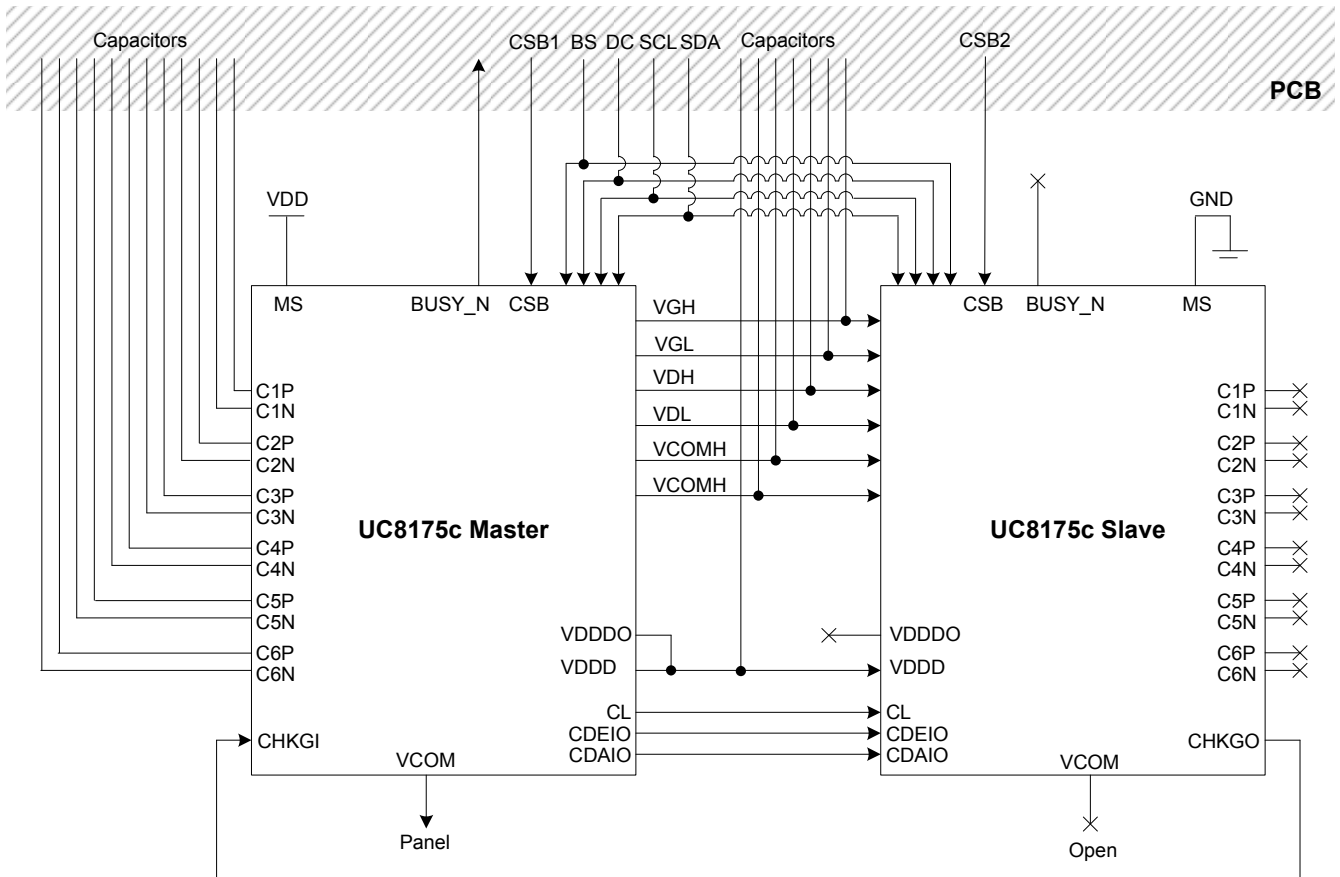 Capacitors
CSB1 BS DC SCL SDA
Capacitors
CSB2
PCB
VDD
GND
MS
BUSY_N
CSB
CSB
BUSY_N
MS
VGH
VGL
VDH
VDL
VCOMH
VCOMH
C1P
C1N
C2P
C2N
C3P
C3N
C4P
C4N
C5P
C5N
C6P
C6N
CHKGI
UC8175c Master
VDDDO
VDDD
CL
CDEIO
CDAIO
VCOM
Panel
UC8175c Slave
VDDDO
VDDD
CL
CDEIO
CDAIO
C1P
C1N
C2P
C2N
C3P
C3N
C4P
C4N
C5P
C5N
C6P
C6N
CHKGO
VCOM
Open